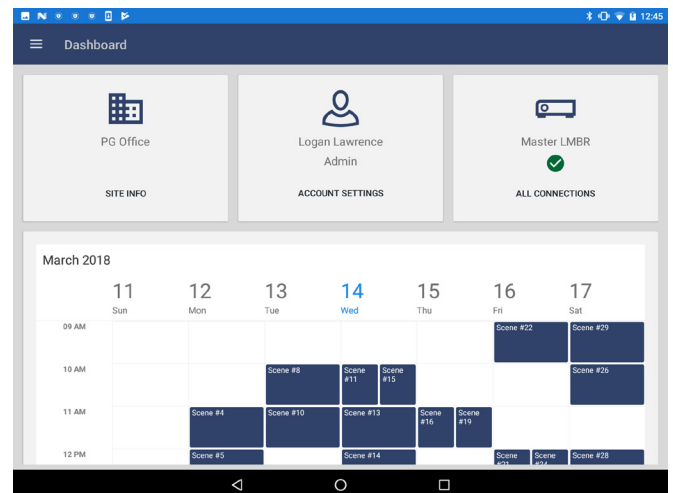 12:45
Dashboard
PG Office
SITE INFO
Logan Lawrence
Admin
ACCOUNT SETTINGS
Master LMBR
ALL CONNECTIONS
March 2018
11 12 13 14 15 16 17
Sun Mon Tue Wed Thu Fri Sat
09 AM
Scene #22 Scene #29
10 AM
Scene #8 Scene Scene Scene #26
#11 #15
11 AM
Scene #4 Scene #10 Scene #13 Scene Scene
#16 #19
12 PM
Scene #5 Scene #14 Scene Scene Scene #28
#21 #24